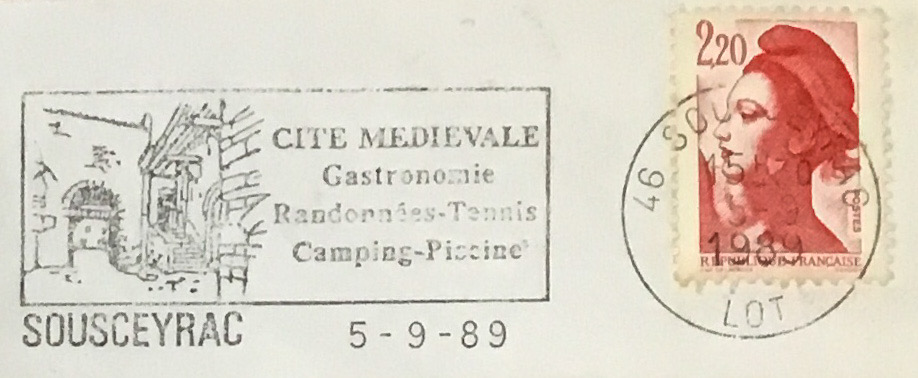 CITE MEDIEVALE
Gastronomie
Randonnées-Tennis
Camping-Piscine
SOUSCEYRAC 5-9-89
2,20
POSTES
REPUBLIQUE FRANÇAISE
46 SOUSCEYRAC
1989
LOT